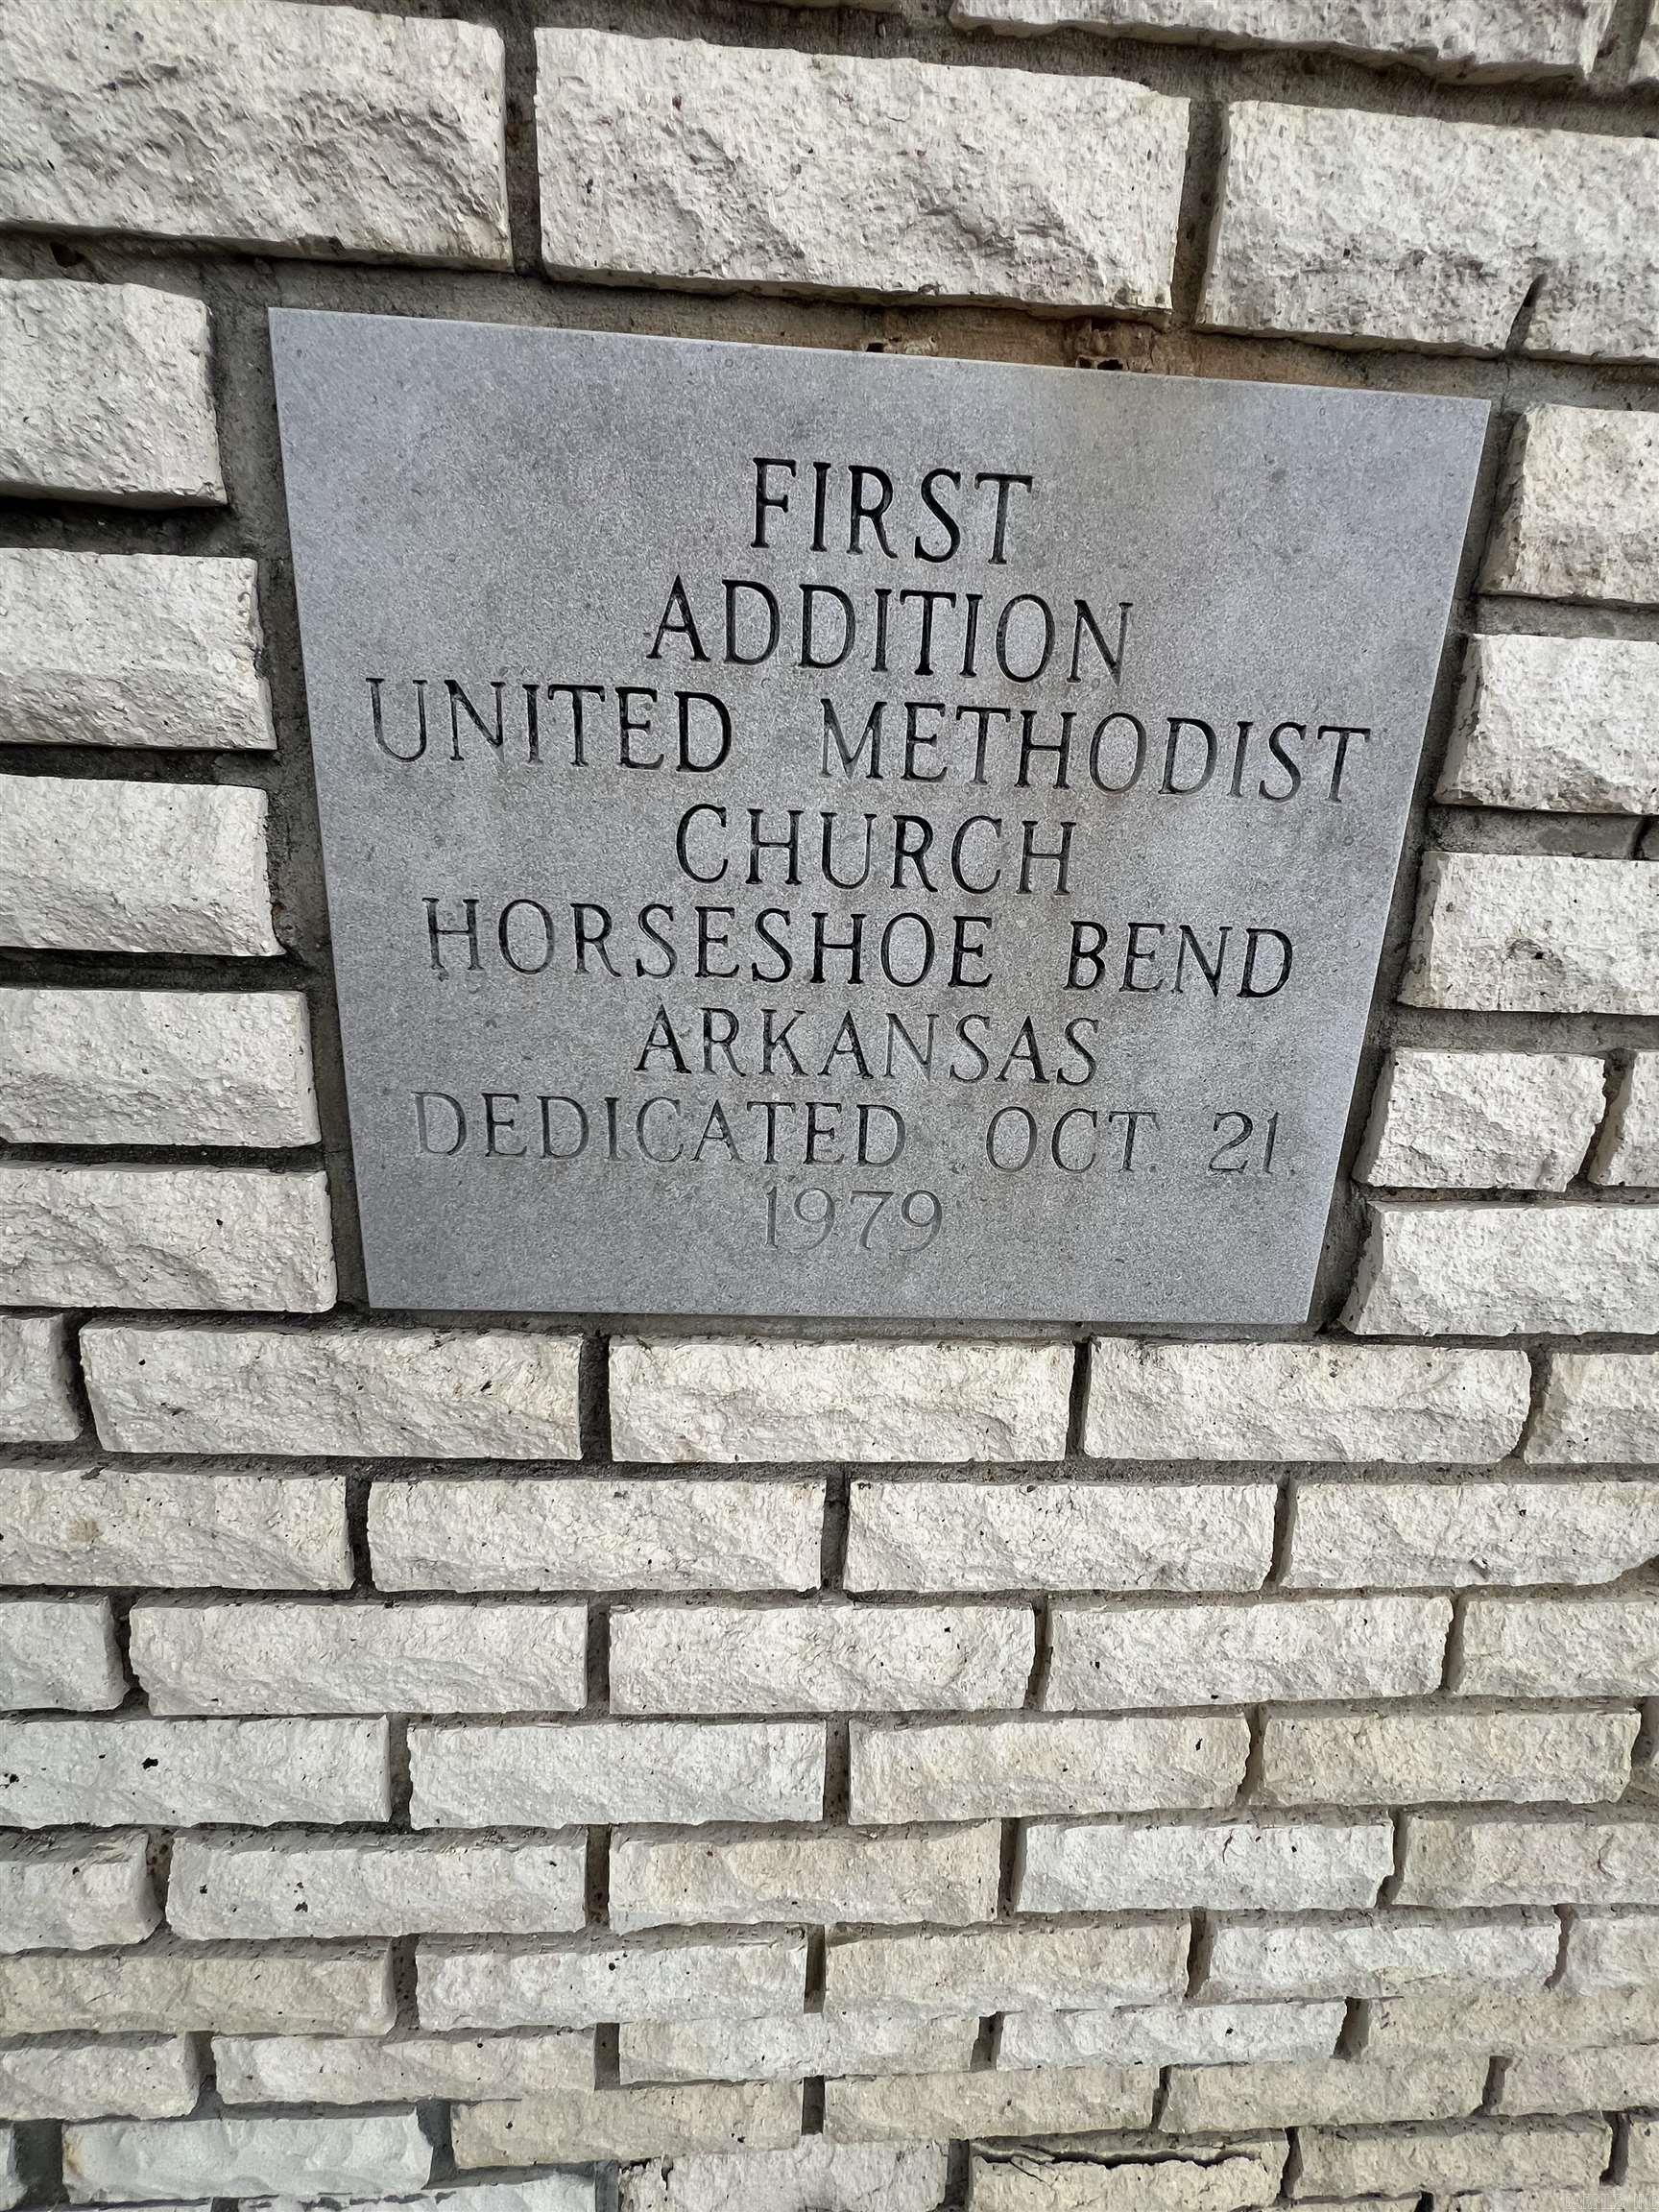 FIRST
ADDITION
UNITED METHODIST
CHURCH
HORSESHOE BEND
ARKANSAS
DEDICATED OCT. 21,
1979